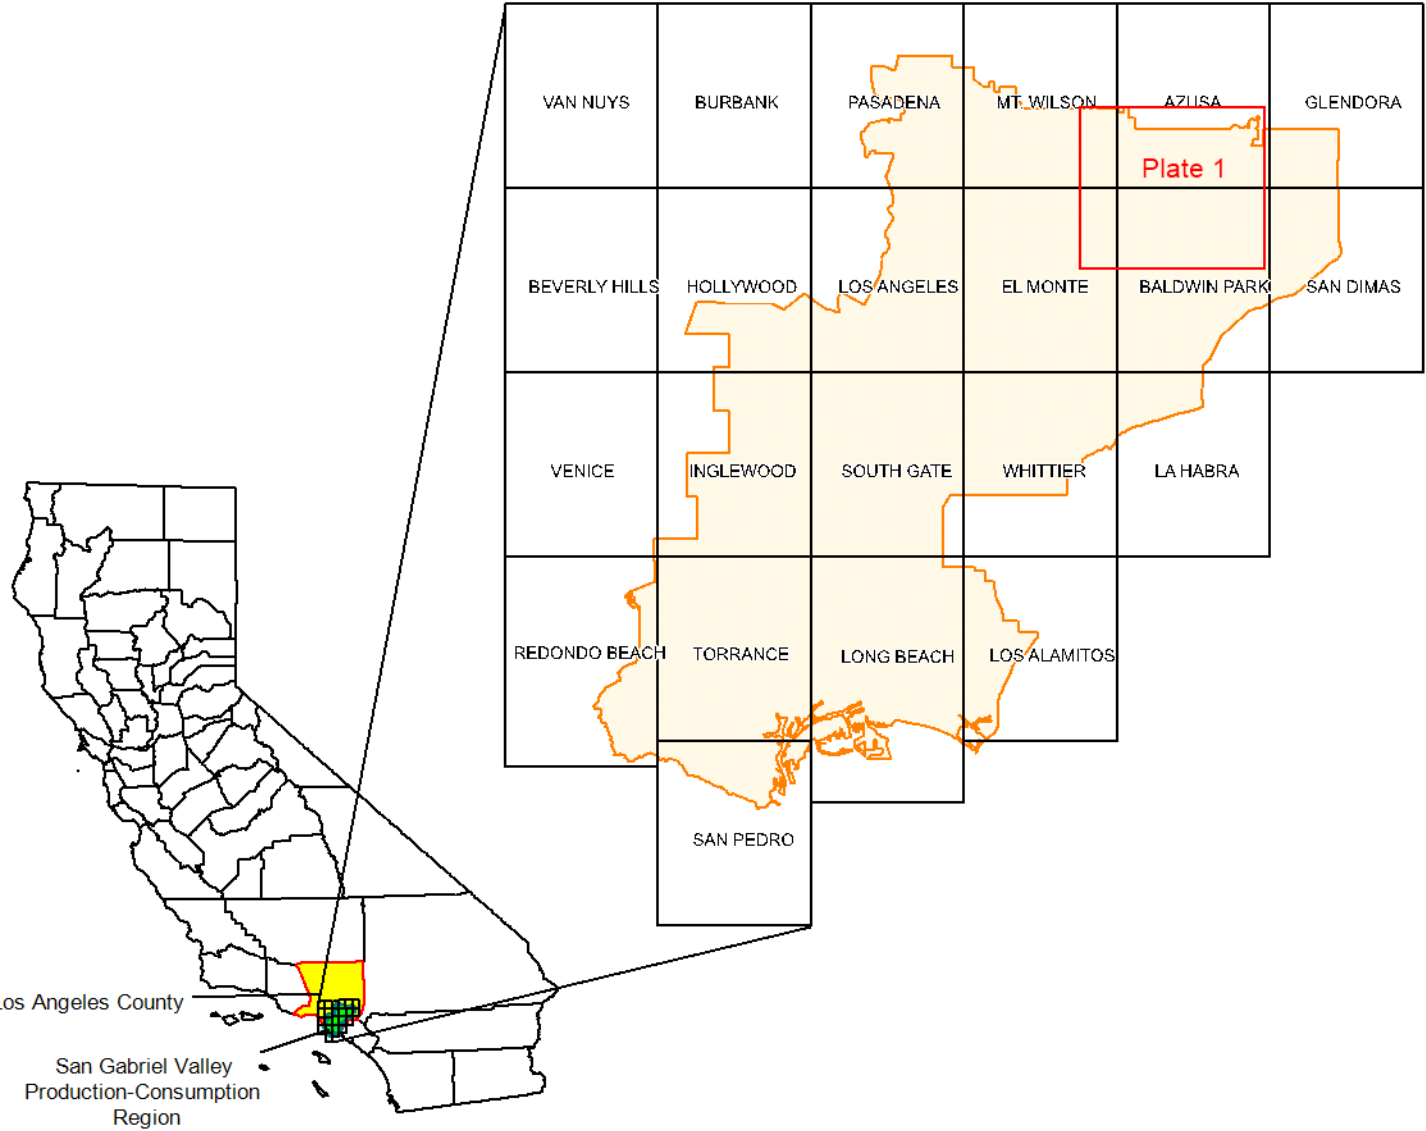 VAN NUYS
BURBANK
PASADENA
MT. WILSON
AZUSA
GLENDORA
Plate 1
BEVERLY HILLS
HOLLYWOOD
LOS ANGELES
EL MONTE
BALDWIN PARK
SAN DIMAS
VENICE
INGLEWOOD
SOUTH GATE
WHITTIER
LA HABRA
REDONDO BEACH
TORRANCE
LONG BEACH
LOS ALAMITOS
SAN PEDRO
Los Angeles County
San Gabriel Valley
Production-Consumption
Region